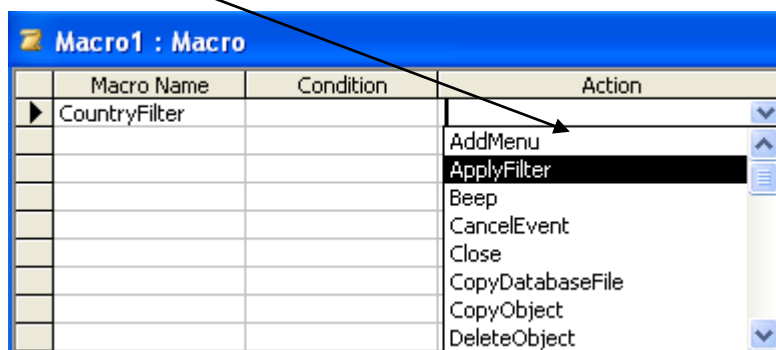 Macro1 : Macro
Macro Name Condition Action
CountryFilter
AddMenu
ApplyFilter
Beep
CancelEvent
Close
CopyDatabaseFile
CopyObject
DeleteObject